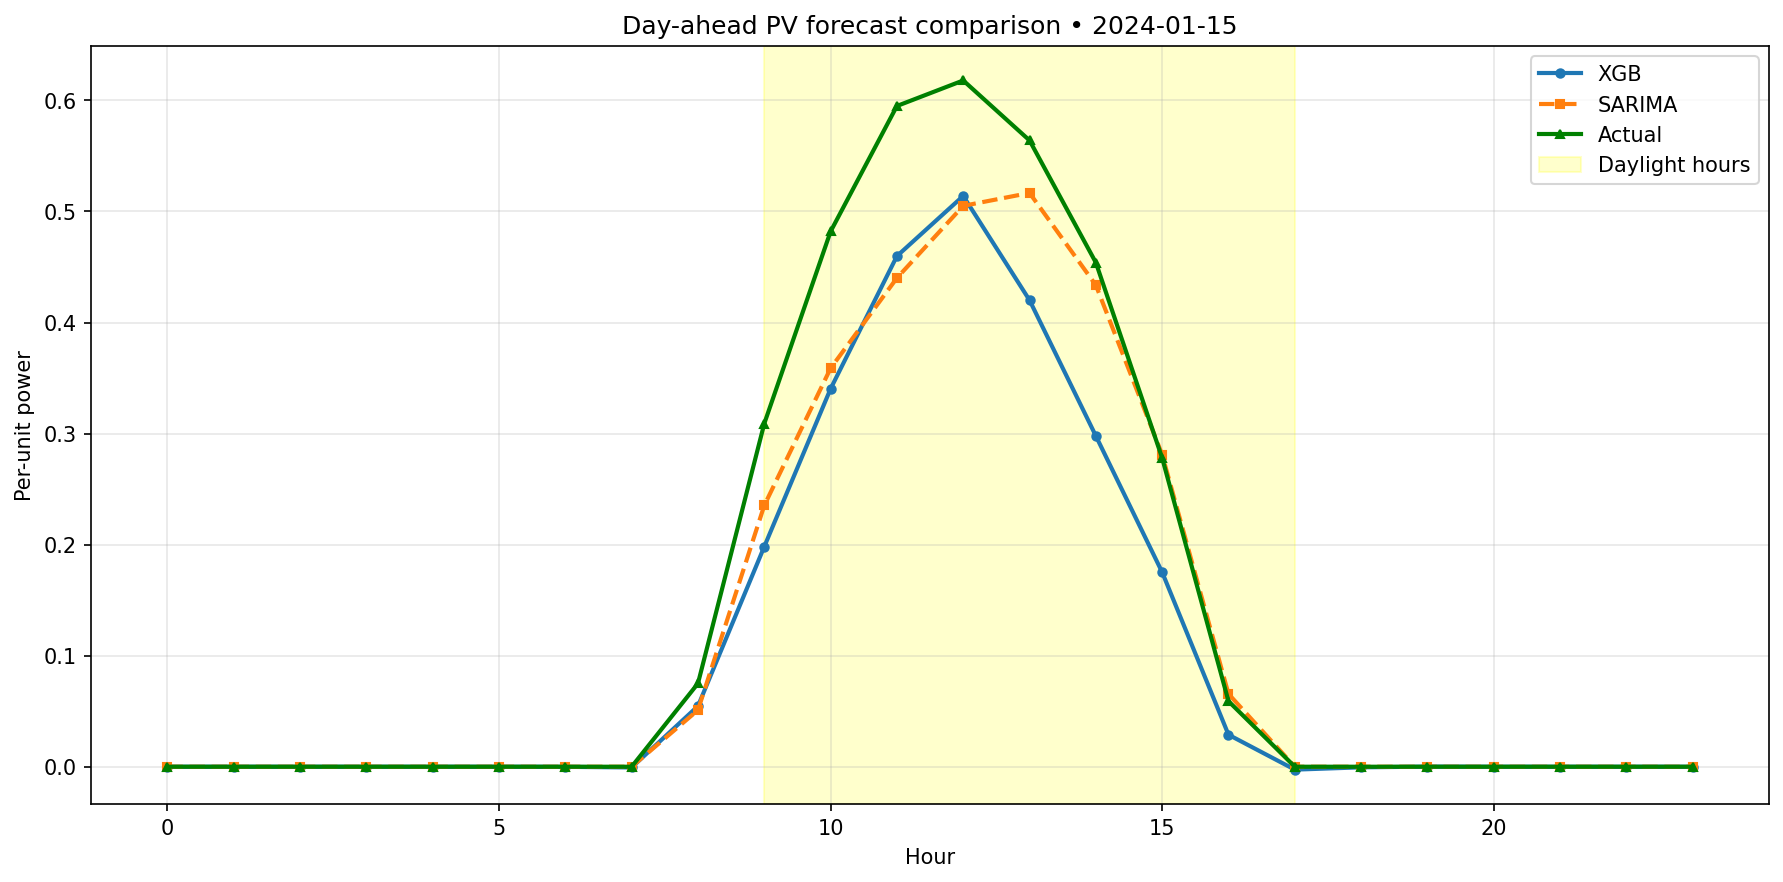 Day-ahead PV forecast comparison • 2024-01-15
XGB
SARIMA
Actual
Daylight hours
Per-unit power
0.6
0.5
0.4
0.3
0.2
0.1
0.0
0
5
10
15
20
Hour